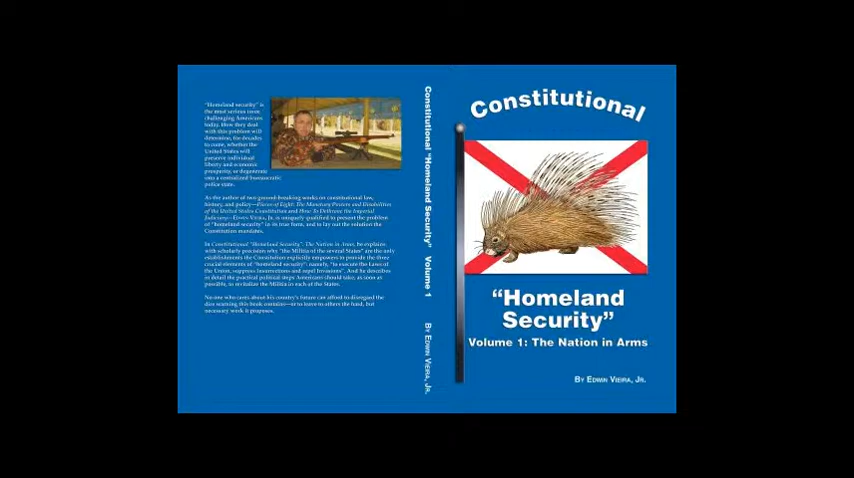 "Homeland security" is
the most serious issue
challenging Americans
today. How they deal
with this problem will
determine, for decades
to come, whether the
United States will
preserve individual
liberty and economic
prosperity, or degenerate
into a centralized bureaucratic
police state.
As the author of two ground-breaking works on constitutional law,
history, and policy—Pieces of Eight: The Monetary Powers and Disabilities
of the United States Constitution and How To Dethrone the Imperial
Judiciary—Edwin Vieira, Jr. is uniquely qualified to present the problem
of "homeland security" in its true form, and to lay out the solution the
Constitution mandates.
In Constitutional "Homeland Security", The Nation in Arms, he explains
with scholarly precision why "the Militia of the several States" are the only
establishments the Constitution explicitly empowers to provide the three
crucial elements of "homeland security": namely, "to execute the Laws of
the Union, suppress Insurrections and repel Invasions". And he describes
in detail the practical political steps Americans should take, as soon as
possible, to revitalize the Militia in each of the States.
No one who cares about his country's future can afford to disregard the
dire warning this book contains—or to leave to others the hard, but
necessary, work it proposes.
Constitutional "Homeland Security" Volume 1 By Edwin Vieira, Jr.
Constitutional
"Homeland
Security"
Volume 1: The Nation in Arms
By Edwin Vieira, Jr.